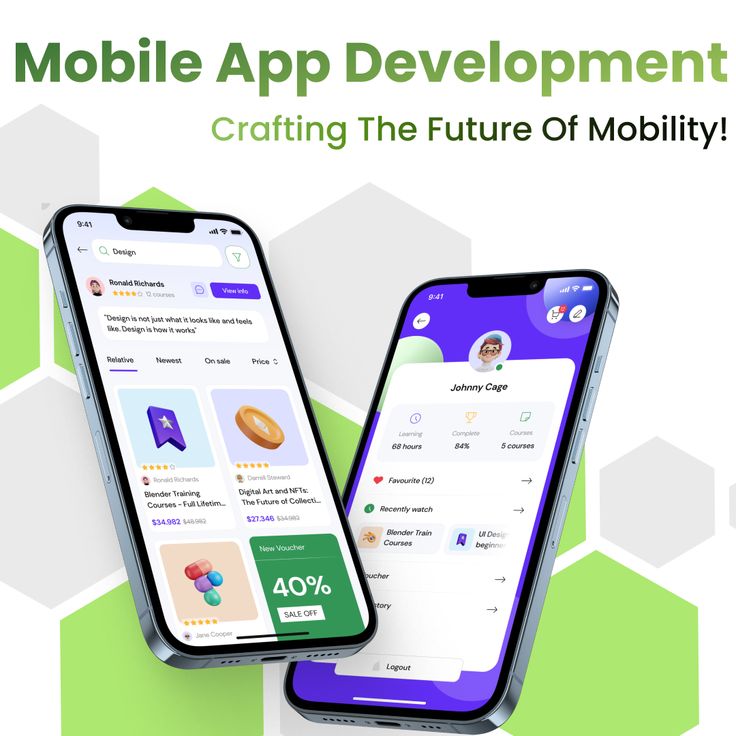 Mobile App Development
Crafting The Future Of Mobility!
9:41
Design
Ronald Richards
12 courses
View info
"Design is not just what it looks like and feels
like. Design is how it works"
Relative Newest On sale Price
Ronald Richards
Blender Training
Courses - Full Lifetim...
$34.982 $48.982
Darrell Steward
Digital Art and NFTs:
The Future of Collecti...
$27.346 $34.982
Jane Cooper
New Voucher
40%
SALE OFF
9:41
Johnny Cage
Learning Complete Courses
68 hours 84% 5 courses
Favourite (12)
Recently watch
Blender Train
Courses
UI Desig
beginner
oucher
story
Logout